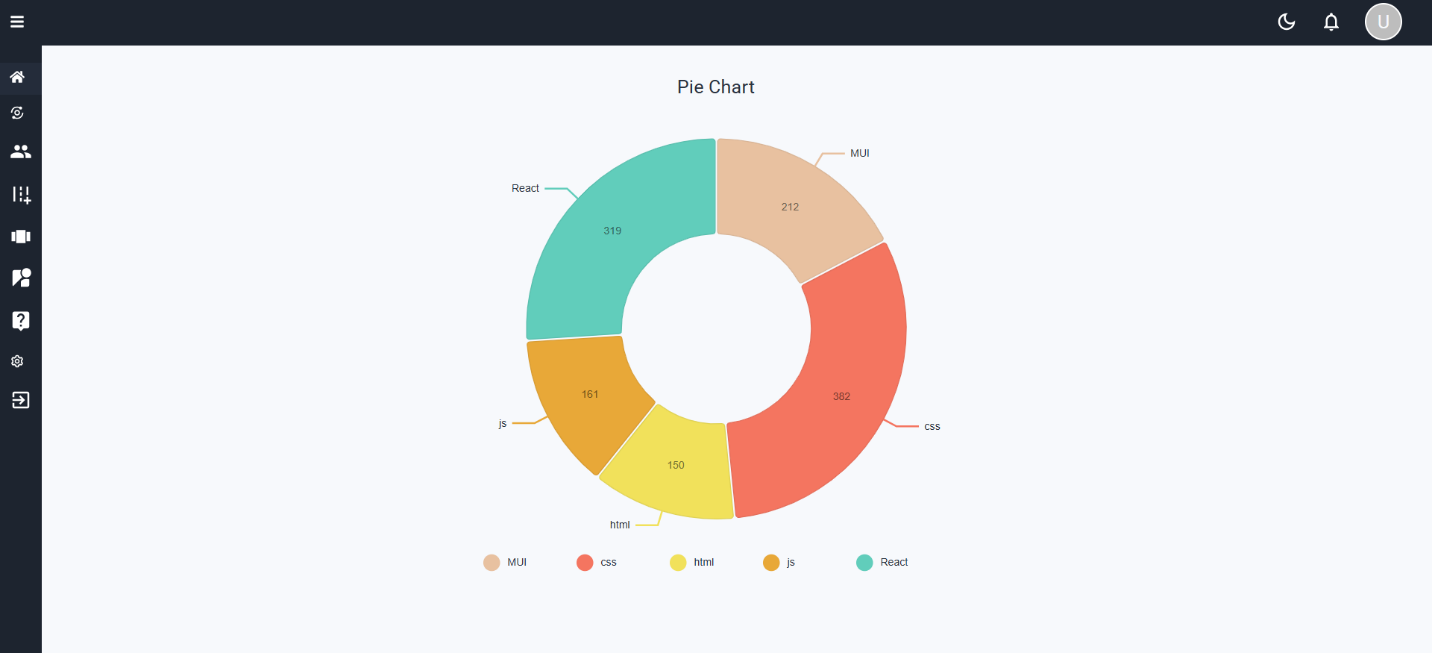 U
Pie Chart
MUI
React
212
319
382
161
js
css
150
html
MUI css html js React